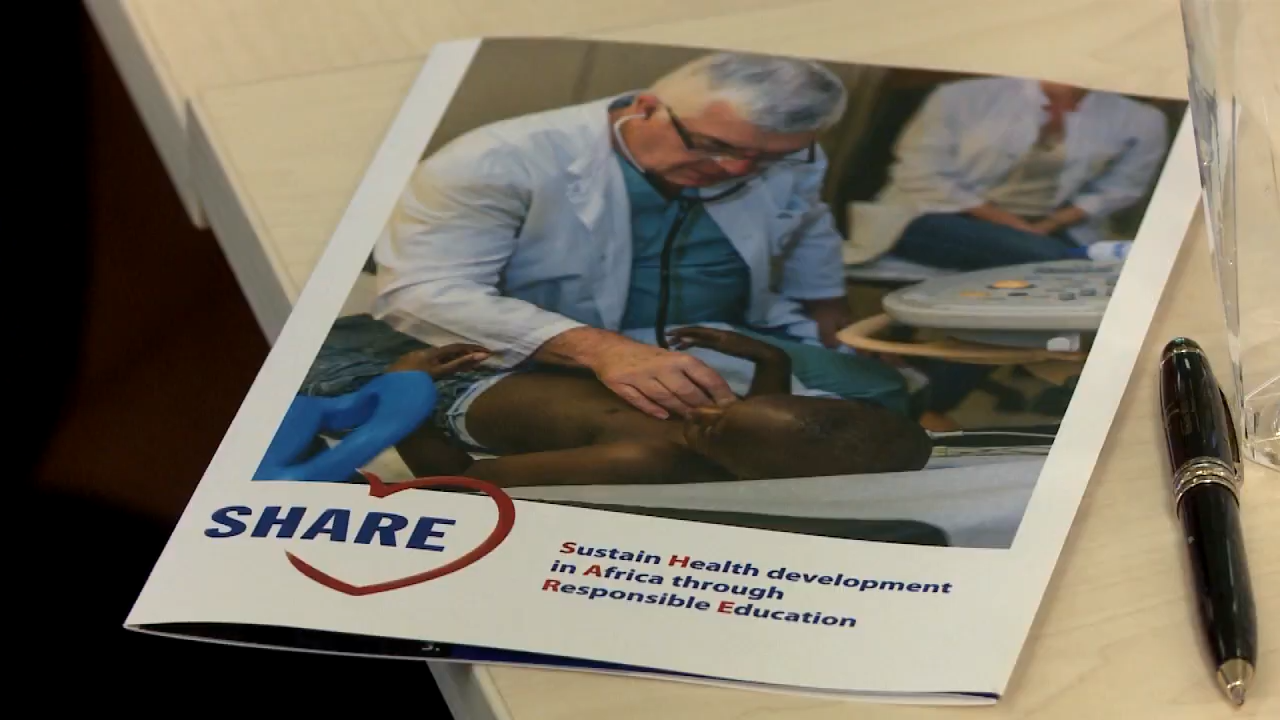 SHARE
Sustain Health development
in Africa through
Responsible Education